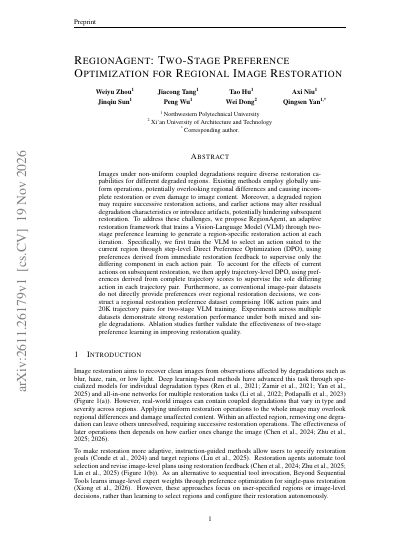 Preprint
REGIONAGENT: TWO-STAGE PREFERENCE
OPTIMIZATION FOR REGIONAL IMAGE RESTORATION
Weiyu Zhou1 Jiacong Tang1 Tao Hu1 Axi Niu1
Jinqiu Sun1 Peng Wu1 Wei Dong2 Qingsen Yan1,*
1 Northwestern Polytechnical University
2 Xi'an University of Architecture and Technology
* Corresponding author.
ABSTRACT
Images under non-uniform coupled degradations require diverse restoration ca-
pabilities for different degraded regions. Existing methods employ globally uni-
form operations, potentially overlooking regional differences and causing incom-
plete restoration or even damage to image content. Moreover, a degraded region
may require successive restoration actions, and earlier actions may alter residual
degradation characteristics or introduce artifacts, potentially hindering subsequent
restoration. To address these challenges, we propose RegionAgent, an adaptive
restoration framework that trains a Vision-Language Model (VLM) through two-
stage preference learning to generate a region-specific restoration action at each
iteration. Specifically, we first train the VLM to select an action suited to the
current region through step-level Direct Preference Optimization (DPO), using
preferences derived from immediate restoration feedback to supervise only the
differing component in each action pair. To account for the effects of current
actions on subsequent restoration, we then apply trajectory-level DPO, using pref-
erences derived from complete trajectory scores to supervise the sole differing
action in each trajectory pair. Furthermore, as conventional image-pair datasets
do not directly provide preferences over regional restoration decisions, we con-
struct a regional restoration preference dataset comprising 10K action pairs and
20K trajectory pairs for two-stage VLM training. Experiments across multiple
datasets demonstrate strong restoration performance under both mixed and sin-
gle degradations. Ablation studies further validate the effectiveness of two-stage
preference learning in improving restoration quality.
1 INTRODUCTION
Image restoration aims to recover clean images from observations affected by degradations such as
blur, haze, rain, or low light. Deep learning-based methods have advanced this task through spe-
cialized models for individual degradation types (Ren et al., 2021; Zamir et al., 2021; Yan et al.,
2025) and all-in-one networks for multiple restoration tasks (Li et al., 2022; Potlapalli et al., 2023)
(Figure 1(a)). However, real-world images can contain coupled degradations that vary in type and
severity across regions. Applying uniform restoration operations to the whole image may overlook
regional differences and damage unaffected content. Within an affected region, removing one degra-
dation can leave others unresolved, requiring successive restoration operations. The effectiveness of
later operations then depends on how earlier ones change the image (Chen et al., 2024; Zhu et al.,
2025; 2026).
To make restoration more adaptive, instruction-guided methods allow users to specify restoration
goals (Conde et al., 2024) and target regions (Liu et al., 2025). Restoration agents automate tool
selection and revise image-level plans using restoration feedback (Chen et al., 2024; Zhu et al., 2025;
Lin et al., 2025) (Figure 1(b)). As an alternative to sequential tool invocation, Beyond Sequential
Tools learns image-level expert weights through preference optimization for single-pass restoration
(Xiong et al., 2026). However, these approaches focus on user-specified regions or image-level
decisions, rather than learning to select regions and configure their restoration autonomously.
1
arXiv:2611.26179v1 [cs.CV] 19 Nov 2026